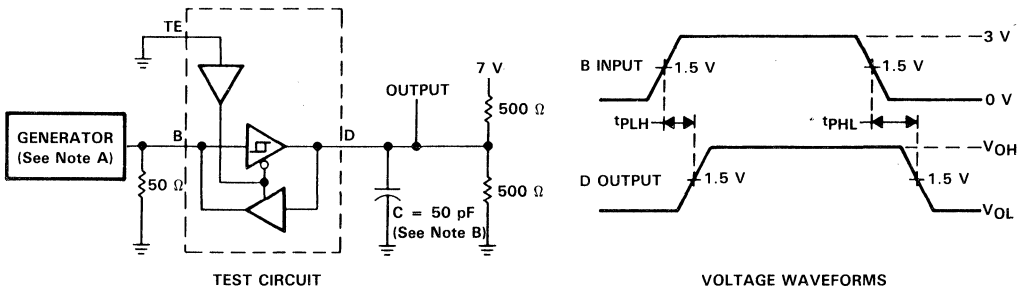 TE
GENERATOR
(See Note A)
B
D
50 Ω
OUTPUT
7 V
500 Ω
500 Ω
C = 50 pF
(See Note B)
TEST CIRCUIT
3 V
B INPUT
1.5 V
1.5 V
0 V
tPLH
tPHL
VOH
D OUTPUT
1.5 V
1.5 V
VOL
VOLTAGE WAVEFORMS